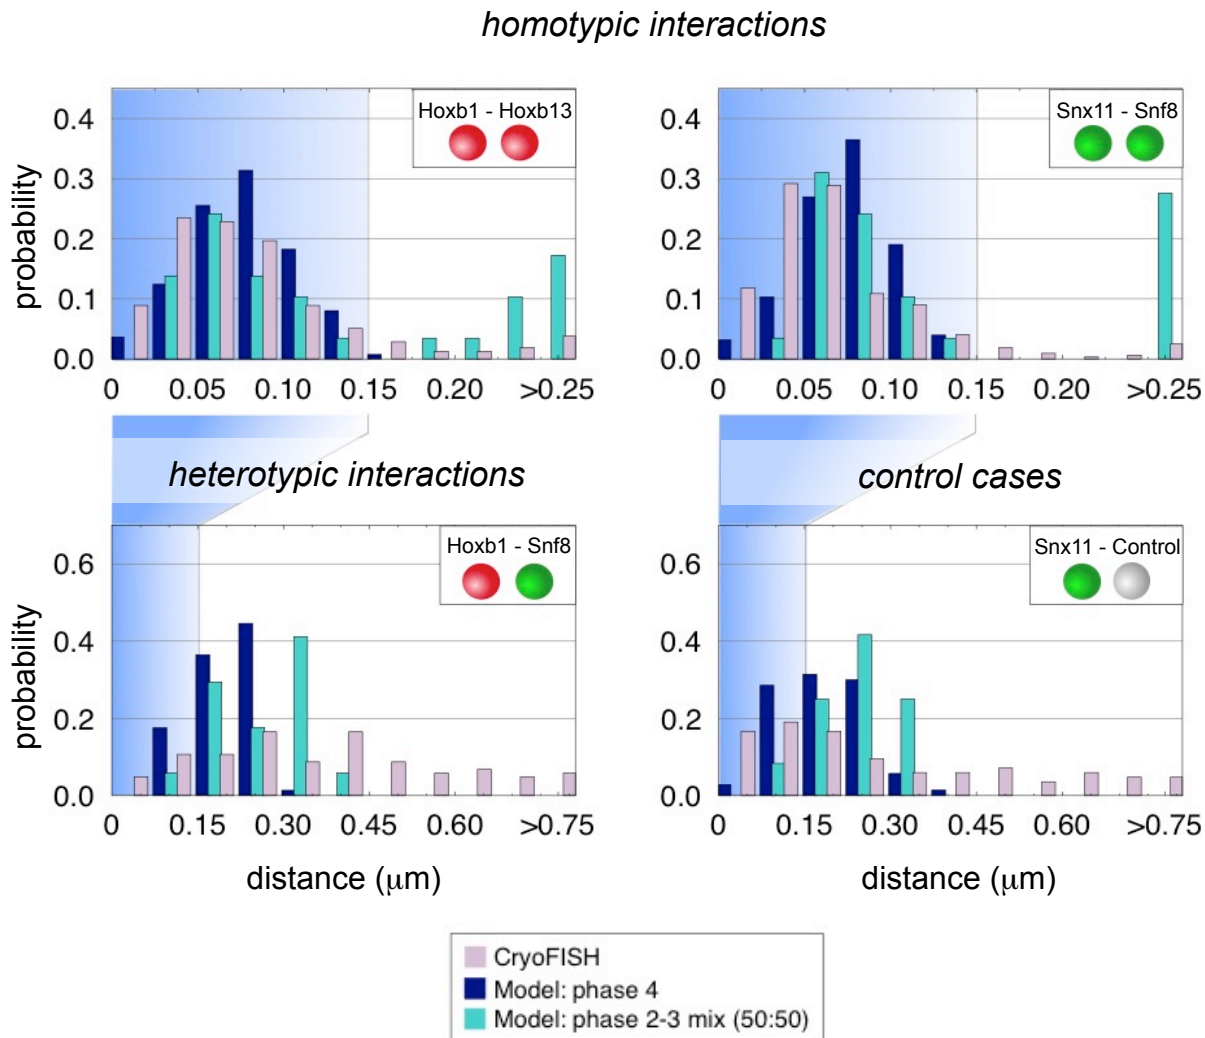 homotypic interactions
probability
0.4
0.3
0.2
0.1
0.0
Hoxb1 - Hoxb13
0 0.05 0.10 0.15 0.20 >0.25
0.4
0.3
0.2
0.1
0.0
Snx11 - Snf8
0 0.05 0.10 0.15 0.20 >0.25
heterotypic interactions
control cases
probability
0.6
0.4
0.2
0.0
Hoxb1 - Snf8
0 0.15 0.30 0.45 0.60 >0.75
distance (μm)
0.6
0.4
0.2
0.0
Snx11 - Control
0 0.15 0.30 0.45 0.60 >0.75
distance (μm)
CryoFISH
Model: phase 4
Model: phase 2-3 mix (50:50)